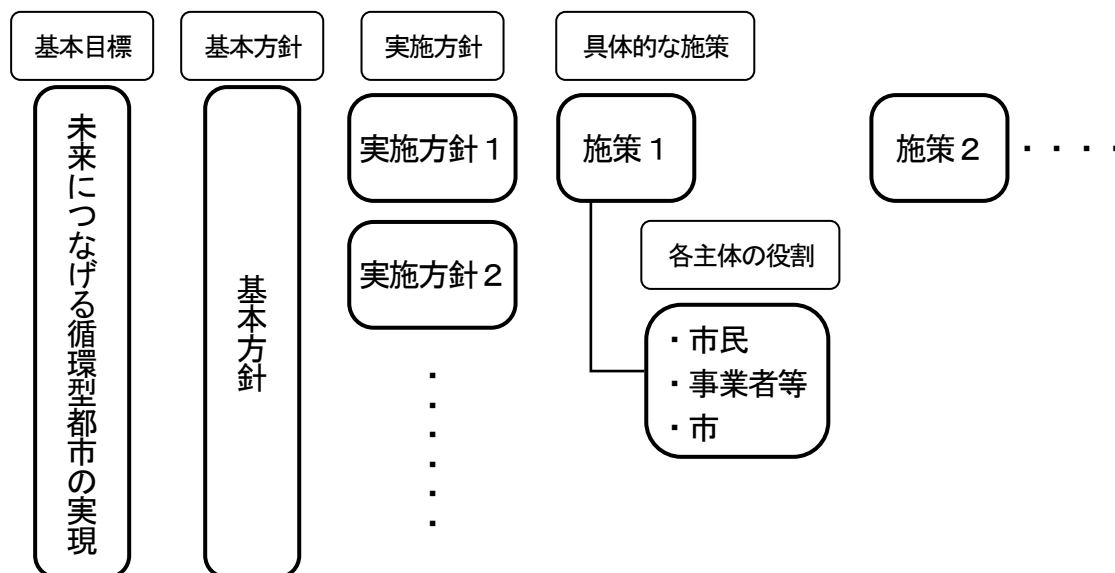 基本目標
基本方針
実施方針
具体的な施策
未来につなげる循環型都市の実現
基本方針
実施方針１
施策１
施策２
・・・・
実施方針２
各主体の役割
・市民
・事業者等
・市
・・・・・・